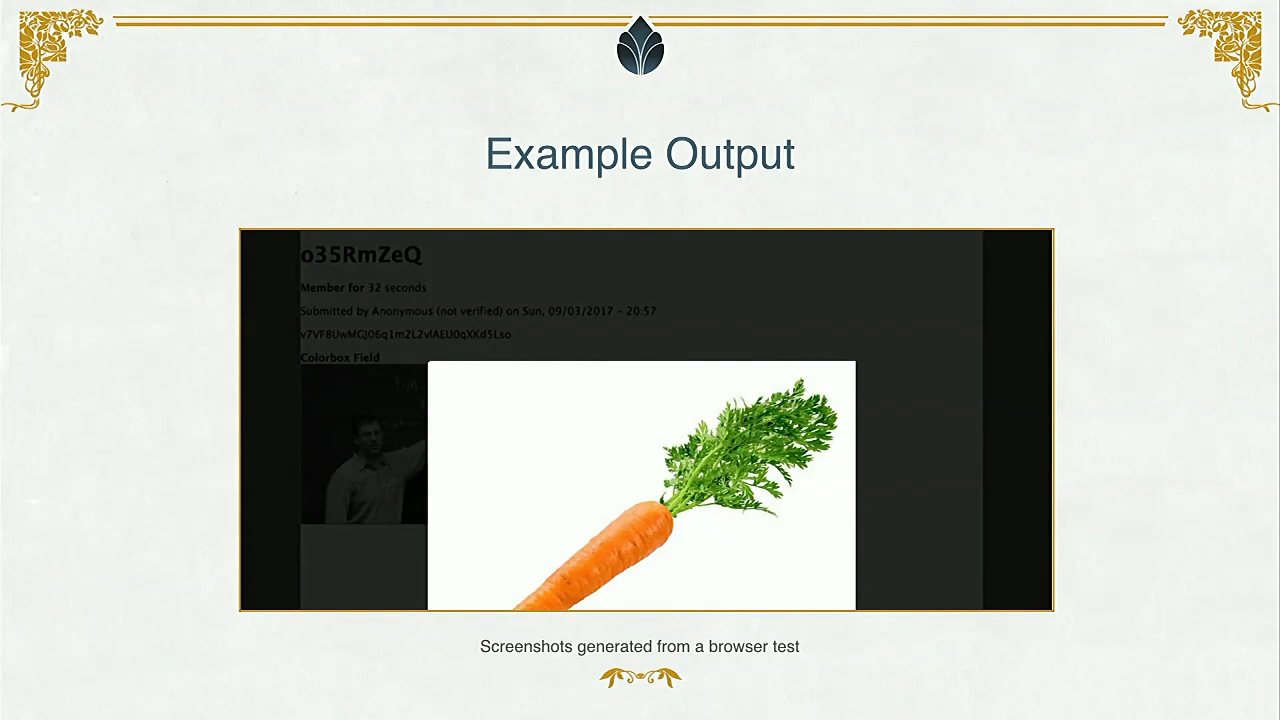 Example Output
o35RmZeQ
Member for 32 seconds
Submitted by Anonymous (not verified) on Sun, 09/03/2017 - 20:57
Colorbox Field
Screenshots generated from a browser test